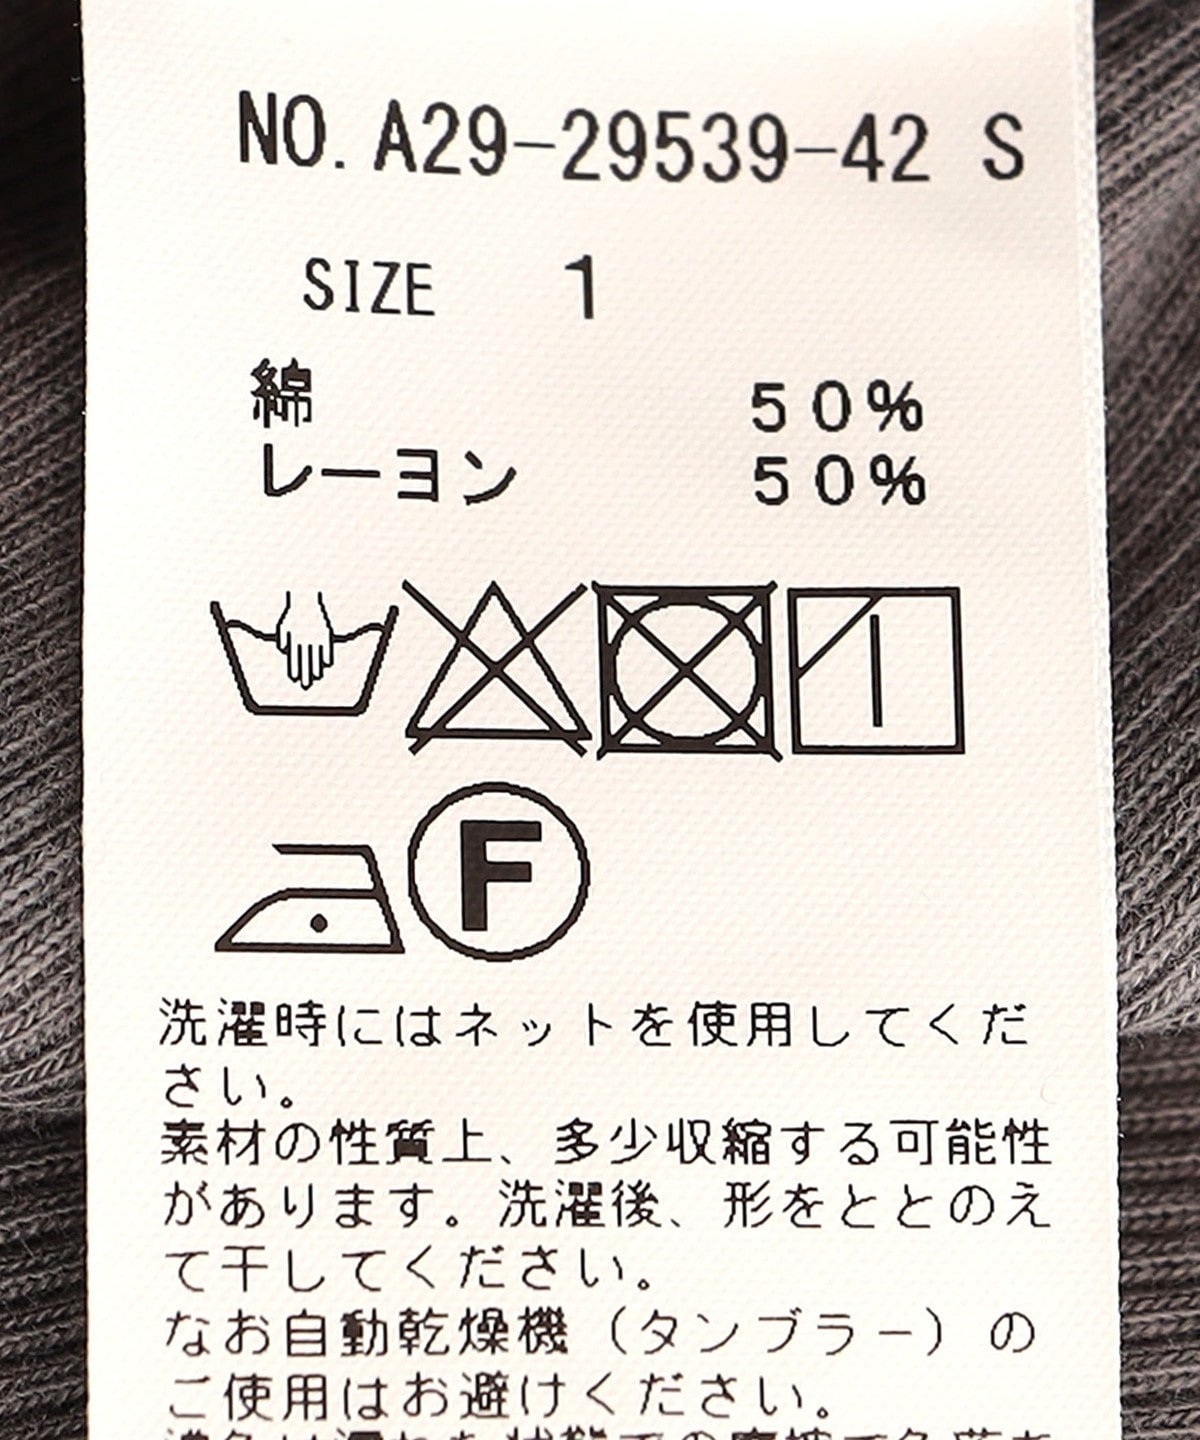 NO. A29-29539-42 S
SIZE 1
綿 50%
レーヨン 50%
F
洗濯時にはネットを使用してくだ
さい。
素材の性質上、多少収縮する可能性
があります。洗濯後、形をととのえ
て干してください。
なお自動乾燥機（タンブラー）の
ご使用はお避けください。